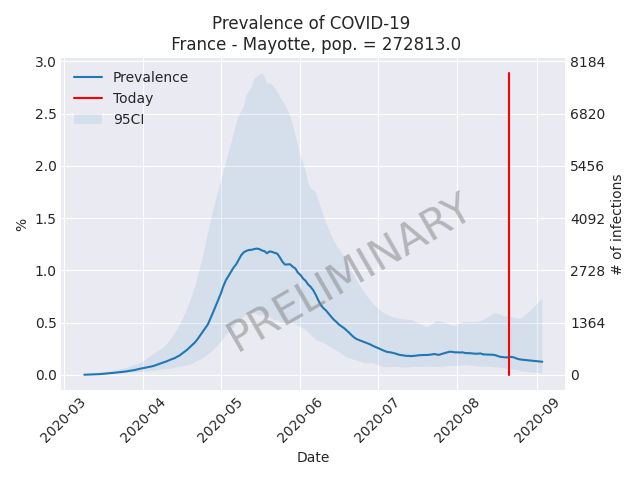 Prevalence of COVID-19
France - Mayotte, pop. = 272813.0
Prevalence
Today
95CI
PRELIMINARY
%
3.0
2.5
2.0
1.5
1.0
0.5
0.0
8184
6820
5456
4092
2728
1364
0
# of infections
2020-03
2020-04
2020-05
2020-06
2020-07
2020-08
2020-09
Date